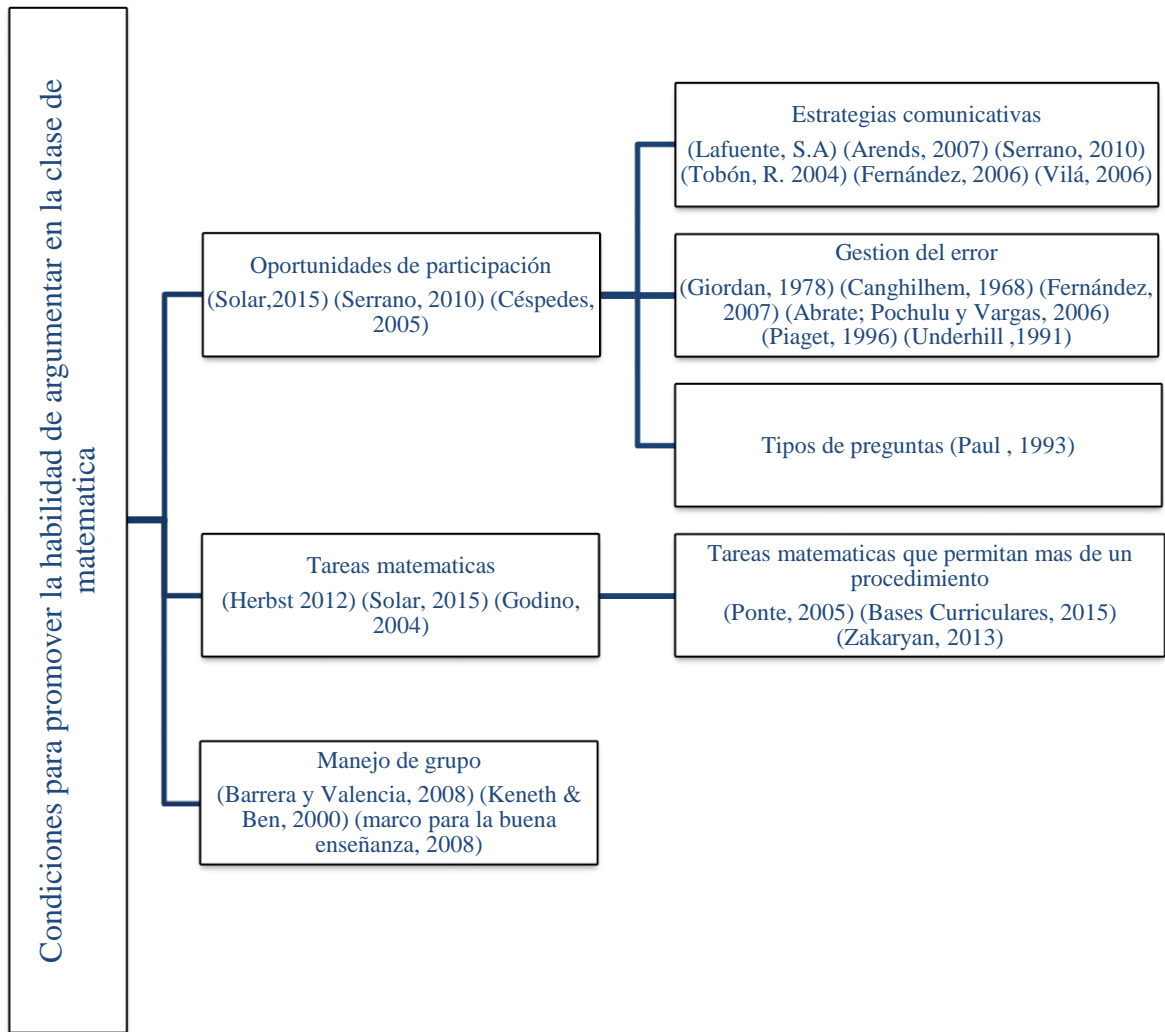 Condiciones para promover la habilidad de argumentar en la clase de
matematica
Oportunidades de participación
(Solar,2015) (Serrano, 2010) (Céspedes,
2005)
Estrategias comunicativas
(Lafuente, S.A) (Arends, 2007) (Serrano, 2010)
(Tobón, R. 2004) (Fernández, 2006) (Vilá, 2006)
Gestion del error
(Giordan, 1978) (Canghilhem, 1968) (Fernández,
2007) (Abrate; Pochulu y Vargas, 2006)
(Piaget, 1996) (Underhill ,1991)
Tipos de preguntas (Paul , 1993)
Tareas matematicas
(Herbst 2012) (Solar, 2015) (Godino,
2004)
Tareas matematicas que permitan mas de un
procedimiento
(Ponte, 2005) (Bases Curriculares, 2015)
(Zakaryan, 2013)
Manejo de grupo
(Barrera y Valencia, 2008) (Keneth &
Ben, 2000) (marco para la buena
enseñanza, 2008)